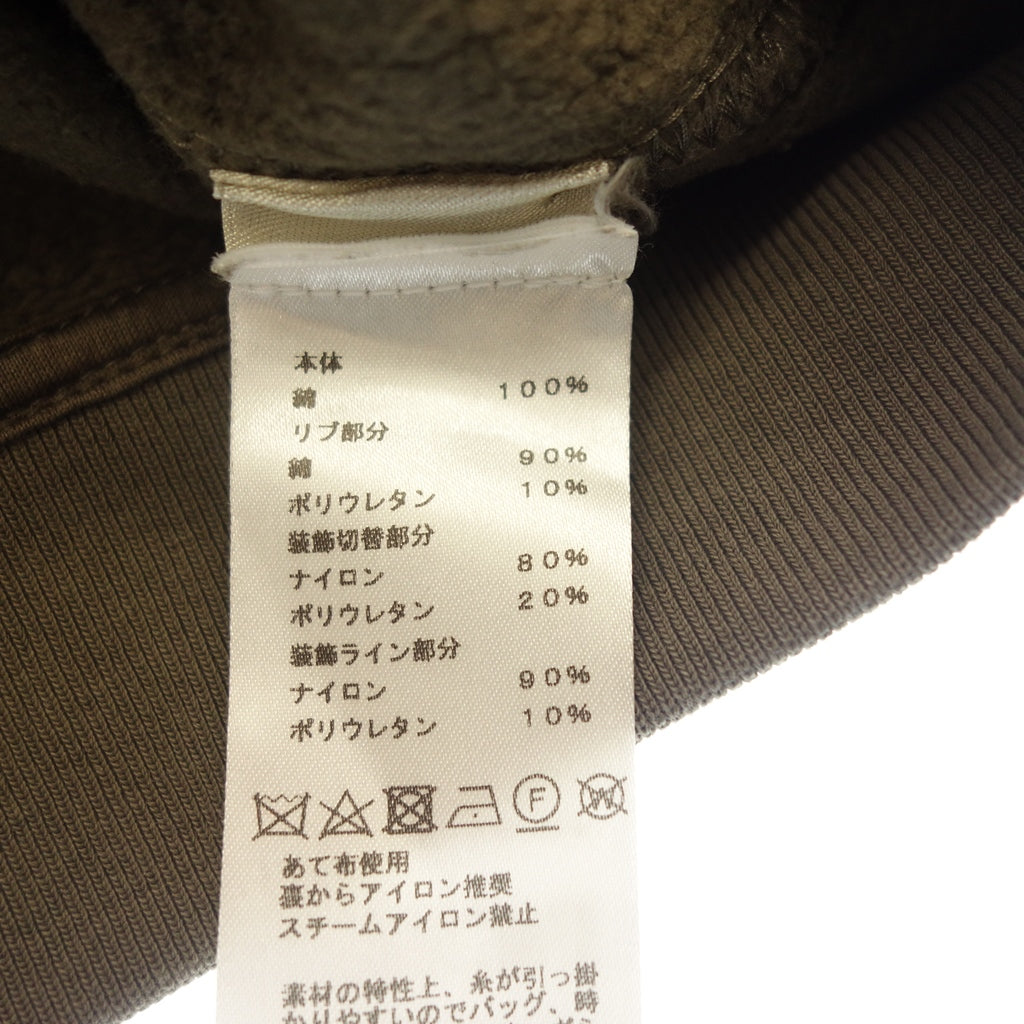 本体
綿 100%
リブ部分
綿 90%
ポリウレタン 10%
装飾切替部分
ナイロン 80%
ポリウレタン 20%
装飾ライン部分
ナイロン 90%
ポリウレタン 10%
F W
あて布使用
裏からアイロン推奨
スチームアイロン禁止
素材の特性上、糸が引っ掛
かりやすいのでバッグ、時